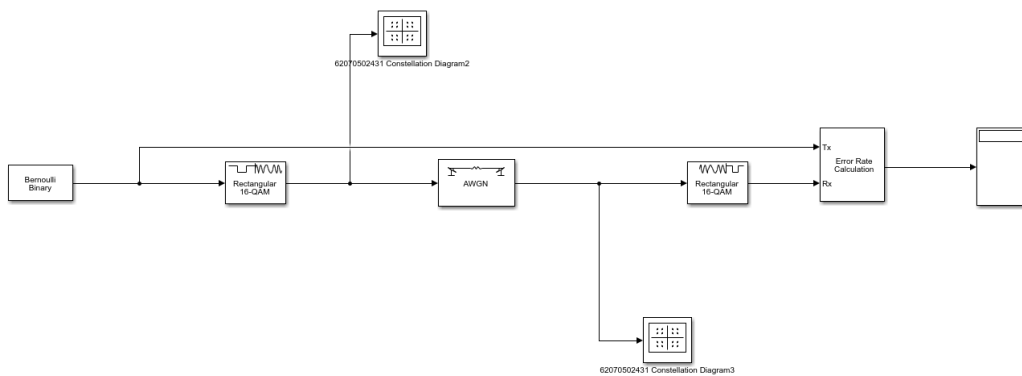 62070502431 Constellation Diagram2
Bernoulli
Binary
Rectangular
16-QAM
AWGN
Rectangular
16-QAM
Tx
Rx
Error Rate
Calculation
62070502431 Constellation Diagram3